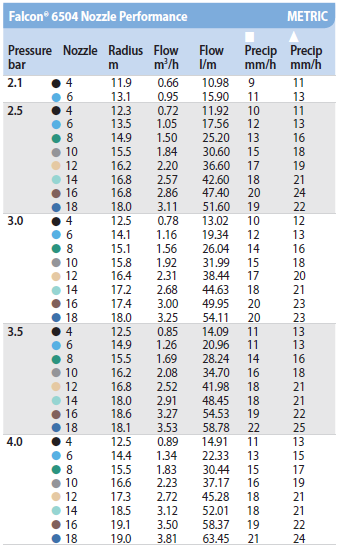 Falcon® 6504 Nozzle Performance METRIC
Pressure Nozzle Radius Flow Flow Precip Precip
bar m m³/h l/m mm/h mm/h
2.1 4 11.9 0.66 10.98 9 11
6 13.1 0.95 15.90 11 13
2.5 4 12.3 0.72 11.92 10 11
6 13.5 1.05 17.56 12 13
8 14.9 1.50 25.20 13 16
10 15.5 1.84 30.60 15 18
12 16.2 2.20 36.60 17 19
14 16.8 2.57 42.60 18 21
16 16.8 2.86 47.40 20 24
18 18.0 3.11 51.60 19 22
3.0 4 12.5 0.78 13.02 10 12
6 14.1 1.16 19.34 12 13
8 15.1 1.56 26.04 14 16
10 15.8 1.92 31.99 15 18
12 16.4 2.31 38.44 17 20
14 17.2 2.68 44.63 18 21
16 17.4 3.00 49.95 20 23
18 18.0 3.25 54.11 20 23
3.5 4 12.5 0.85 14.09 11 13
6 14.9 1.26 20.96 11 13
8 15.5 1.69 28.24 14 16
10 16.2 2.08 34.70 16 18
12 16.8 2.52 41.98 18 21
14 18.0 2.91 48.45 18 21
16 18.6 3.27 54.53 19 22
18 18.1 3.53 58.78 22 25
4.0 4 12.5 0.89 14.91 11 13
6 14.4 1.34 22.33 13 15
8 15.5 1.83 30.44 15 17
10 16.6 2.23 37.17 16 19
12 17.3 2.72 45.28 18 21
14 18.5 3.12 52.01 18 21
16 19.1 3.50 58.37 19 22
18 19.0 3.81 63.45 21 24